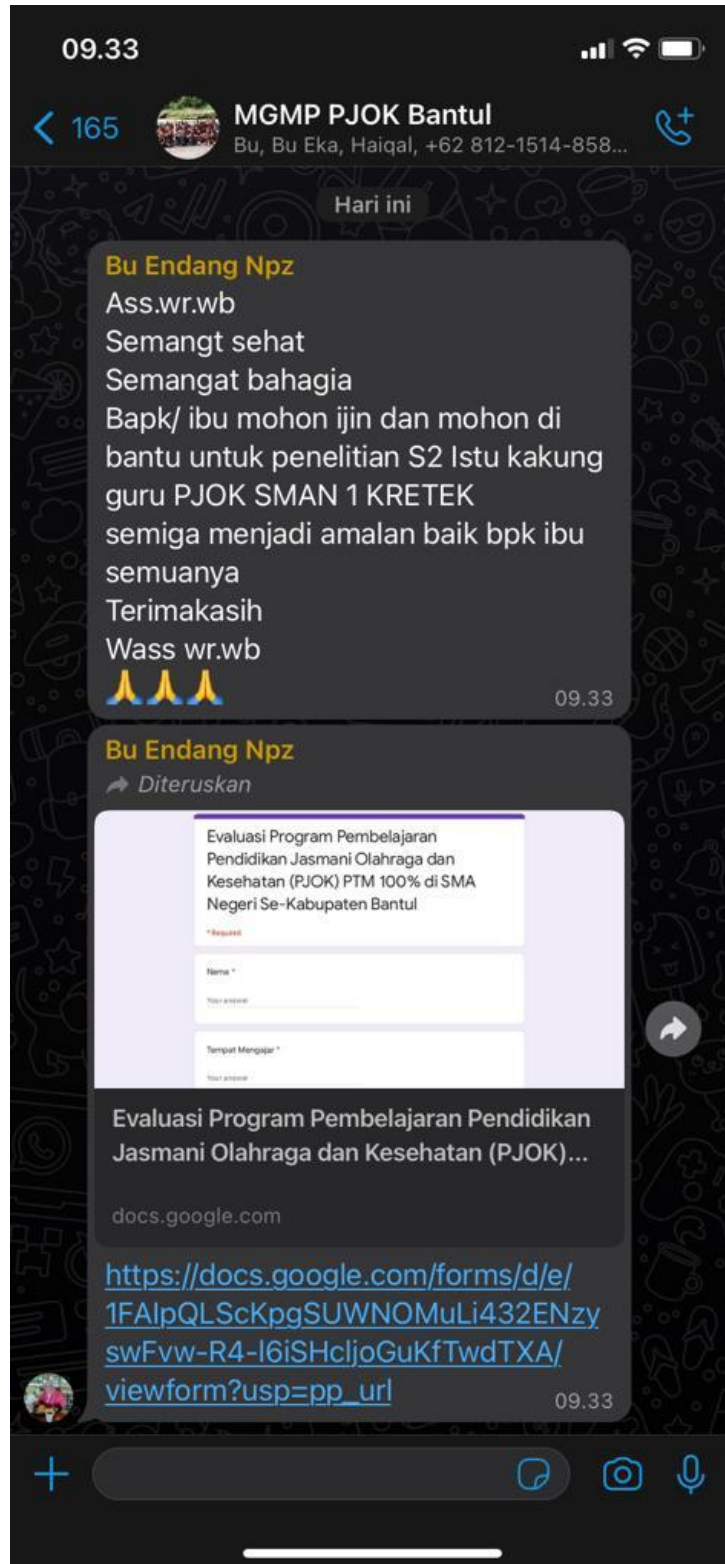 09.33
165
MGMP PJOK Bantul
Bu, Bu Eka, Haiqal, +62 812-1514-858...
Hari ini
Bu Endang Npz
Ass.wr.wb
Semangt sehat
Semangat bahagia
Bapk/ ibu mohon ijin dan mohon di
bantu untuk penelitian S2 Istu kakung
guru PJOK SMAN 1 KRETEK
semiga menjadi amalan baik bpk ibu
semuanya
Terimakasih
Wass wr.wb
🙏🙏🙏
09.33
Bu Endang Npz
Diteruskan
Evaluasi Program Pembelajaran
Pendidikan Jasmani Olahraga dan
Kesehatan (PJOK) PTM 100% di SMA
Negeri Se-Kabupaten Bantul
* Required
Nama *
Your answer
Tempat Mengajar *
Your answer
Evaluasi Program Pembelajaran Pendidikan
Jasmani Olahraga dan Kesehatan (PJOK)...
docs.google.com
https://docs.google.com/forms/d/e/
1FAIpQLScKpgSUWNOMuLi432ENzy
swFvw-R4-l6iSHcljoGuKfTwdTXA/
viewform?usp=pp_url
09.33